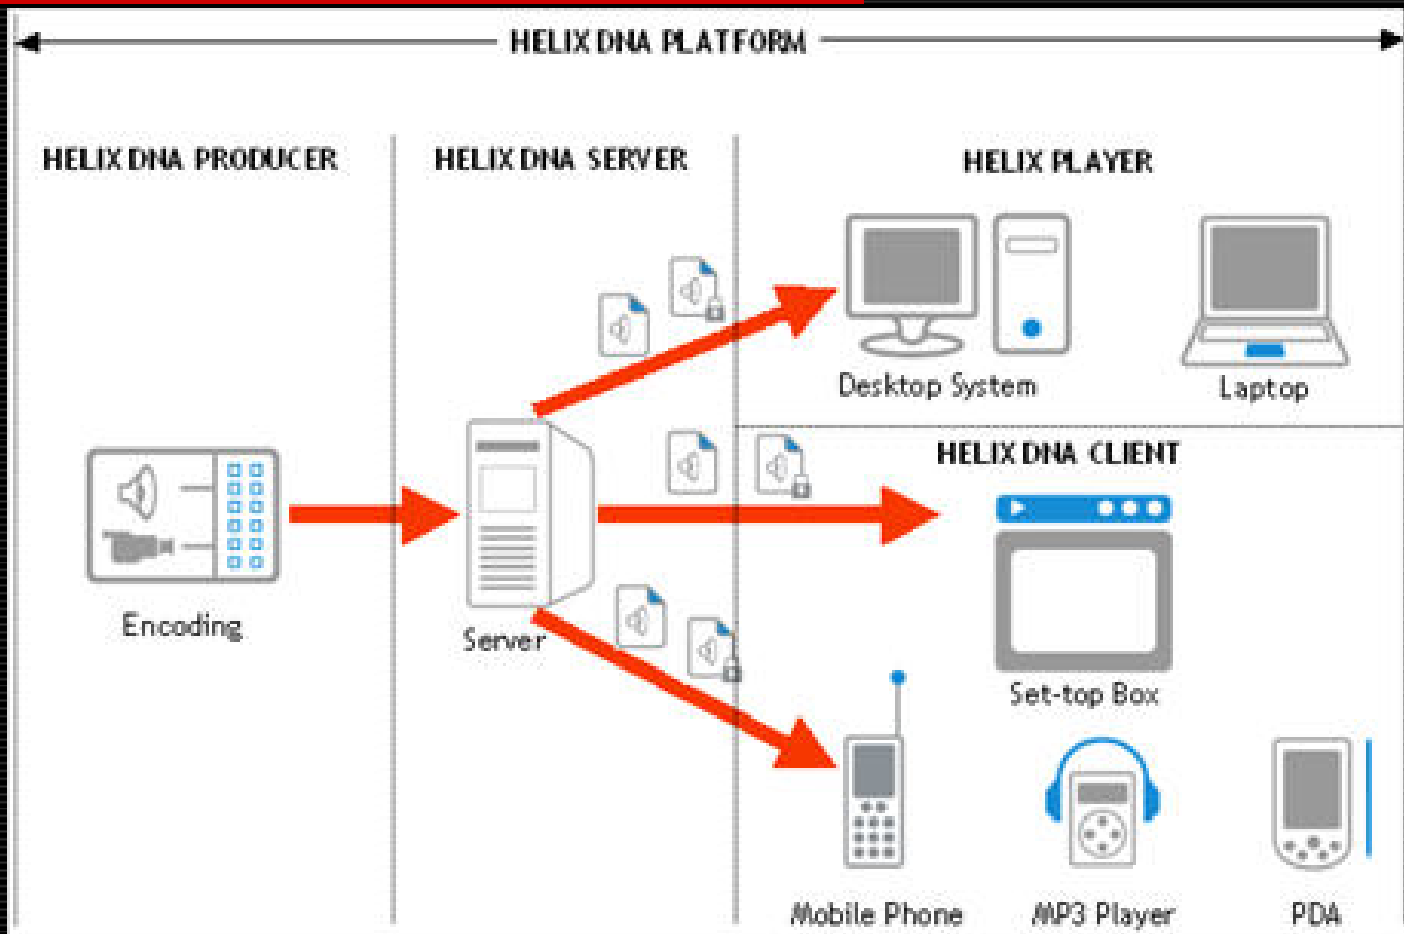 HELIX DNA PLATFORM
HELIX DNA PRODUCER
HELIX DNA SERVER
HELIX PLAYER
Desktop System
Laptop
HELIX DNA CLIENT
Encoding
Server
Set-top Box
Mobile Phone
MP3 Player
PDA